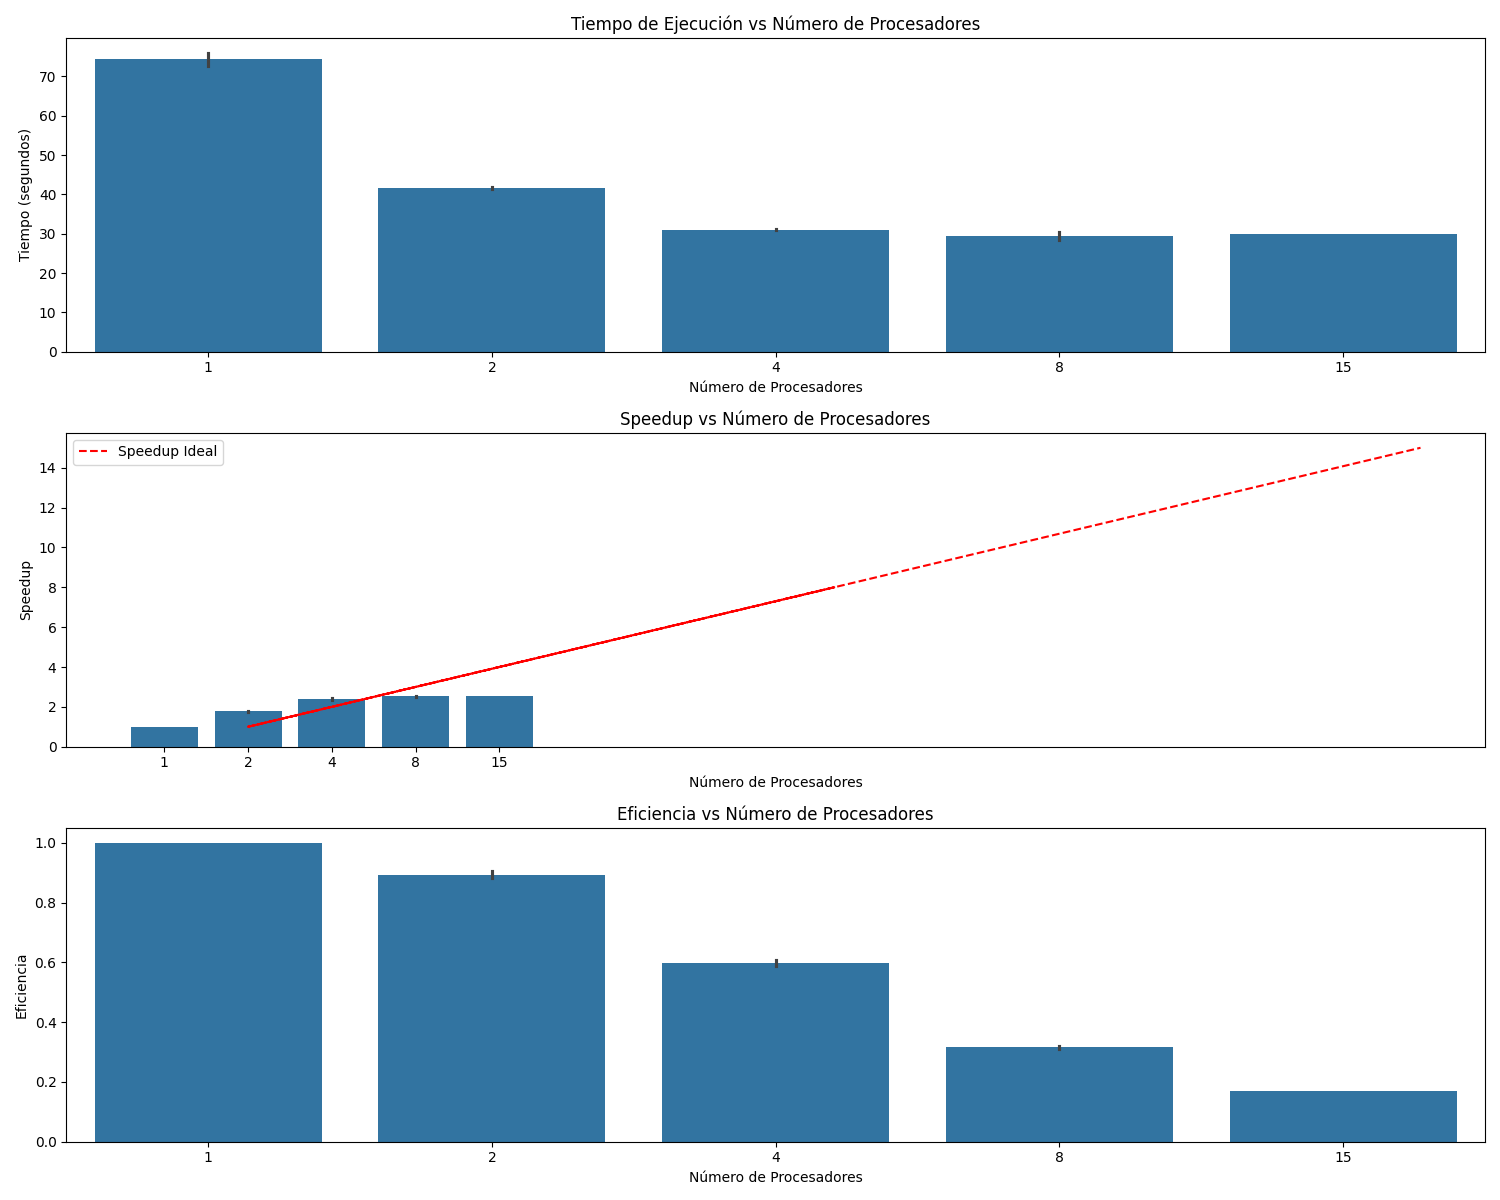 Tiempo de Ejecución vs Número de Procesadores
Tiempo (segundos)
70
60
50
40
30
20
10
0
1 2 4 8 15
Número de Procesadores
Speedup vs Número de Procesadores
Speedup Ideal
Speedup
14
12
10
8
6
4
2
0
1 2 4 8 15
Número de Procesadores
Eficiencia vs Número de Procesadores
Eficiencia
1.0
0.8
0.6
0.4
0.2
0.0
1 2 4 8 15
Número de Procesadores